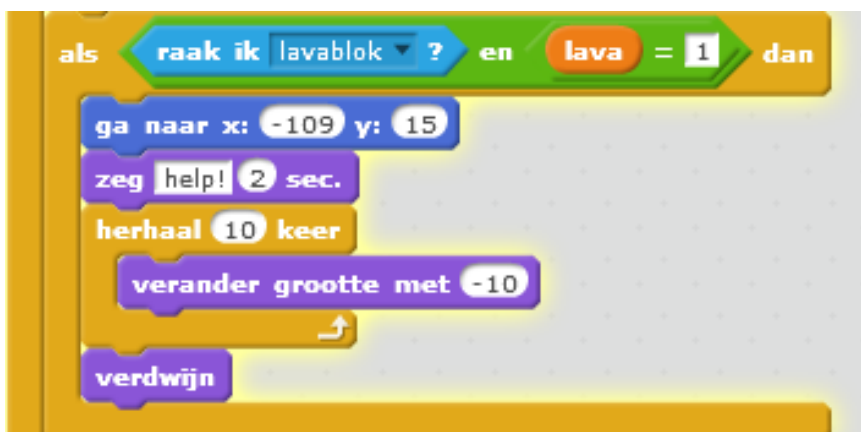 als raak ik lavablok ? en lava = 1 dan
ga naar x: -109 y: 15
zeg help! 2 sec.
herhaal 10 keer
verander grootte met -10
verdwijn